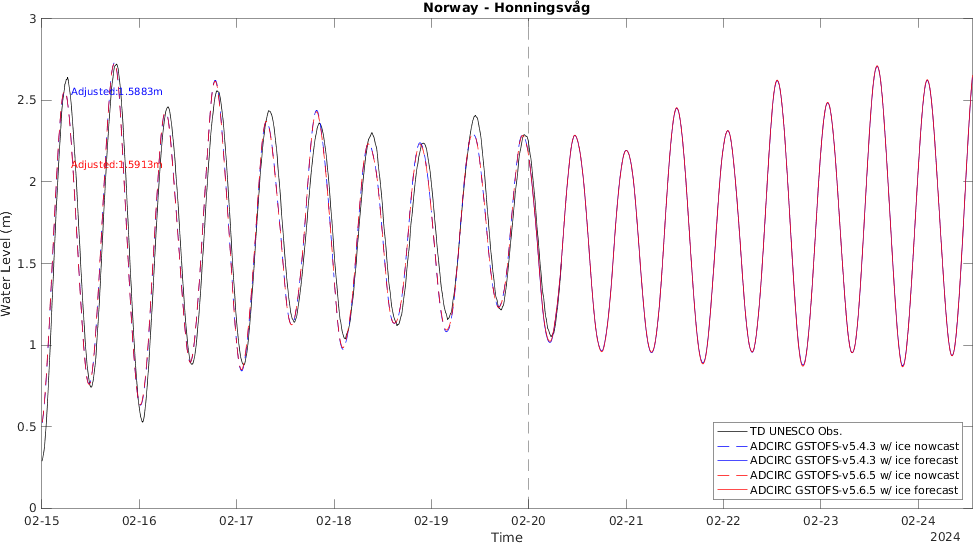 Norway - Honningsvåg
3
2.5
2
1.5
1
0.5
0
Water Level (m)
Adjusted:1.5883m
Adjusted:1.5913m
TD UNESCO Obs.
ADCIRC GSTOFS-v5.4.3 w/ ice nowcast
ADCIRC GSTOFS-v5.4.3 w/ ice forecast
ADCIRC GSTOFS-v5.6.5 w/ ice nowcast
ADCIRC GSTOFS-v5.6.5 w/ ice forecast
02-15 02-16 02-17 02-18 02-19 02-20 02-21 02-22 02-23 02-24
Time
2024